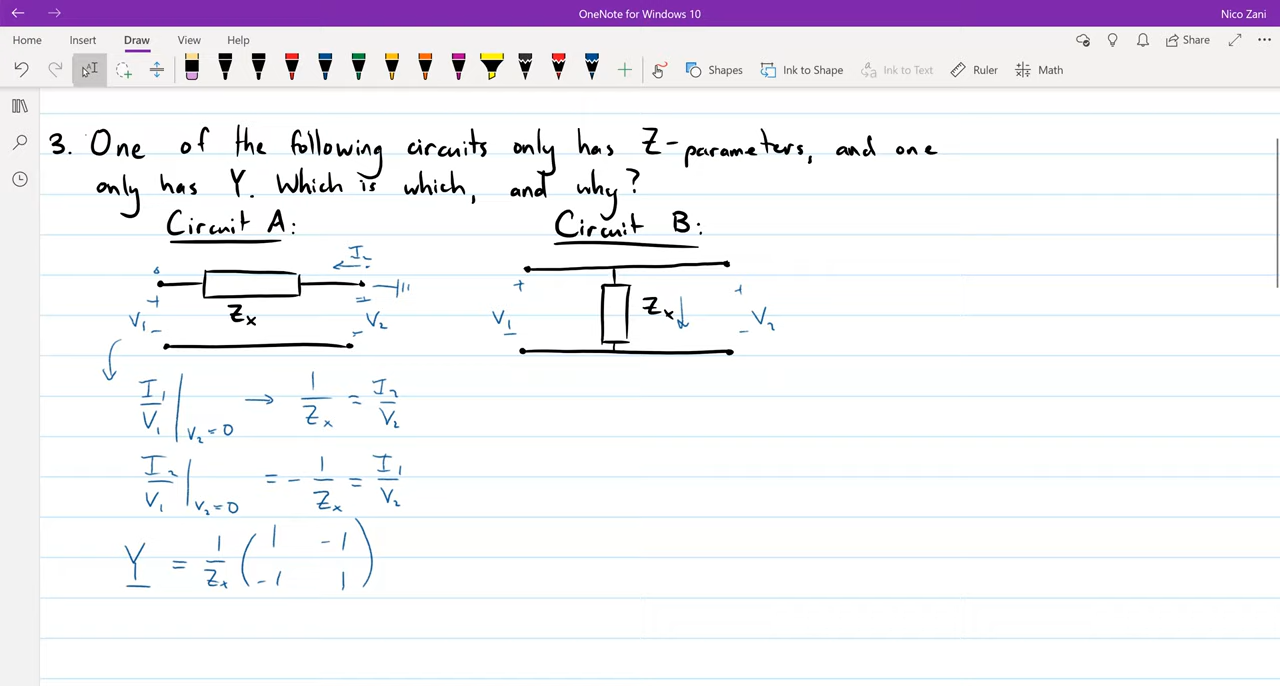 OneNote for Windows 10
Nico Zani
Home Insert Draw View Help
Share
Shapes Ink to Shape Ink to Text Ruler Math
3. One of the following circuits only has Z-parameters, and one
only has Y. Which is which, and why?
Circuit A: Circuit B:
I₂
Zx
+ V₁ -
+ V₂ -
+ V₁
Zx
+ - V₂
I₁/V₁ |V₂=0 → 1/Zx = I₂/V₂
I₂/V₁ |V₂=0 = - 1/Zx = I₁/V₂
Y = 1/Zx ( 1 -1
-1 1 )